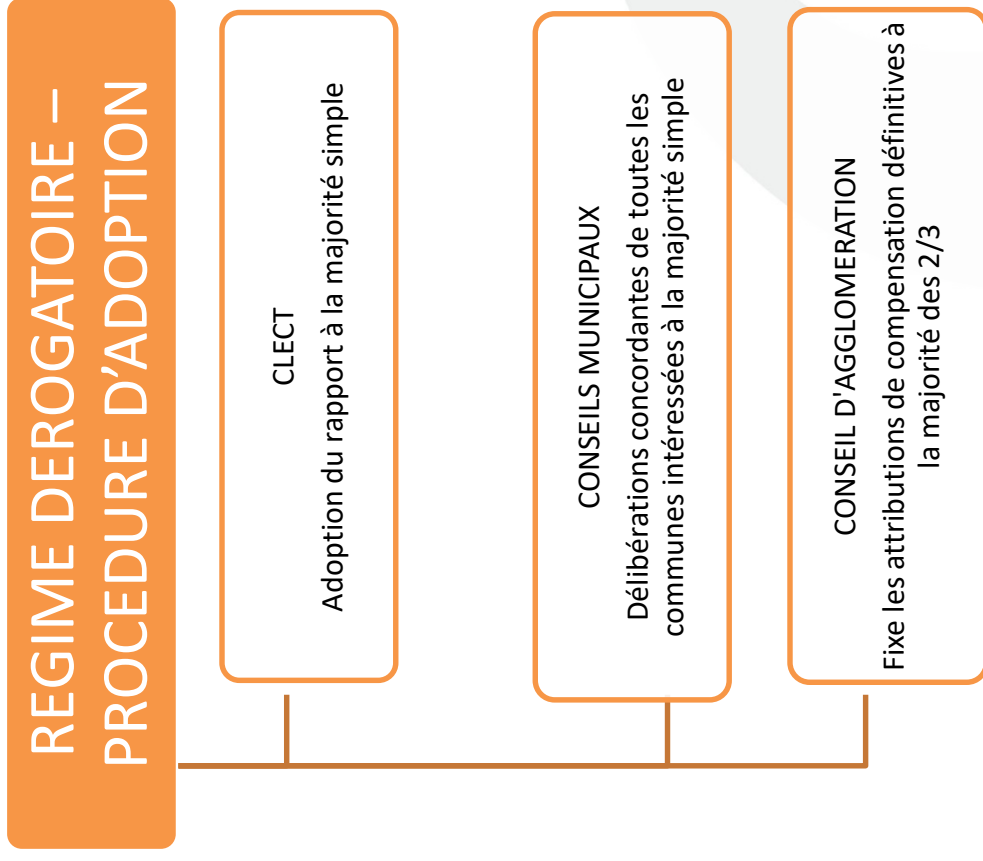 REGIME DEROGATOIRE –
PROCEDURE D’ADOPTION
CLECT
Adoption du rapport à la majorité simple
CONSEILS MUNICIPAUX
Délibérations concordantes de toutes les
communes intéressées à la majorité simple
CONSEIL D'AGGLOMERATION
Fixe les attributions de compensation définitives à
la majorité des 2/3